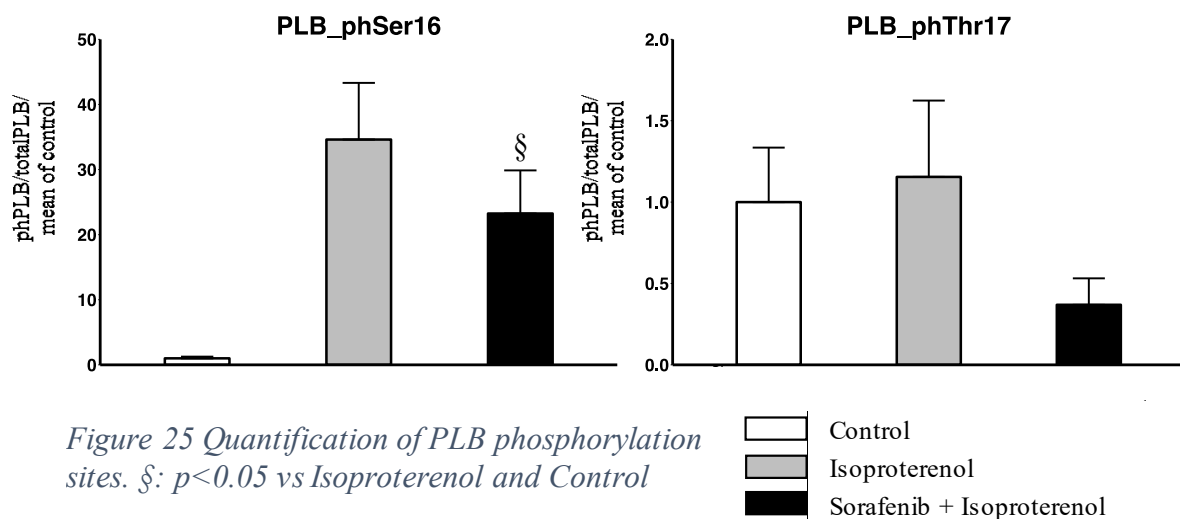 PLB_phSer16
phPLB/totalPLB/
mean of control
50
40
30
20
10
0
§
PLB_phThr17
phPLB/totalPLB/
mean of control
2.0
1.5
1.0
0.5
0.0
Figure 25 Quantification of PLB phosphorylation
sites. §: p<0.05 vs Isoproterenol and Control
Control
Isoproterenol
Sorafenib + Isoproterenol